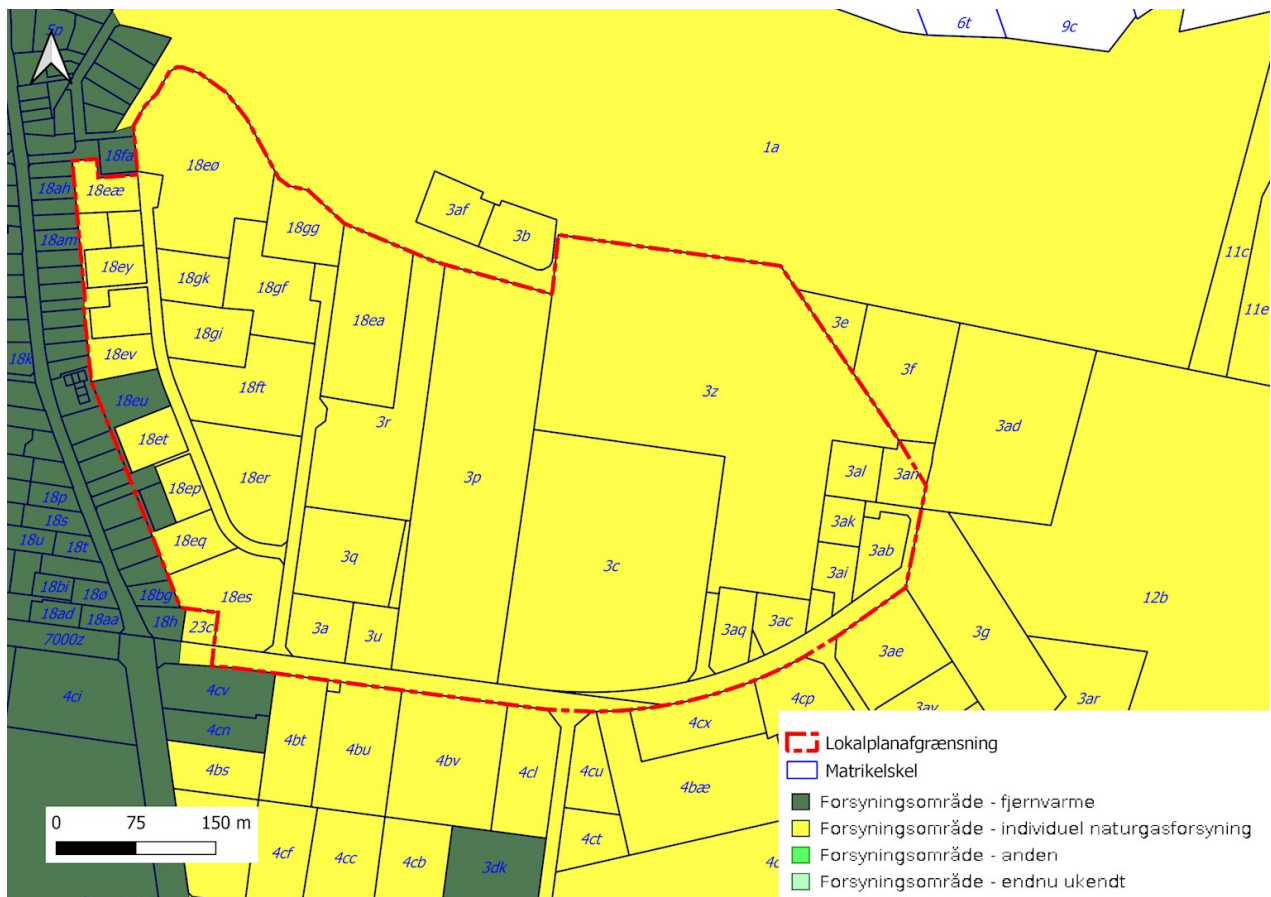 5p
6t
9c
1a
18fa
18eø
18ah
18eæ
3af
3b
18gg
18am
11c
18ey
18gk
18gf
11e
3e
18ea
3f
18gi
18k
18ev
18ft
3z
18eu
3r
3ad
18et
3al
3an
18er
3p
18ep
18p
18s
3ak
18eq
18u
18t
3ab
3q
3c
3ai
18bi
18ø
18bg
18es
12b
18ad
18aa
18h
23c
3a
3u
3aq
3ac
3g
7000z
3ae
4ci
4cv
4cp
3ar
3av
4cn
4cx
4bt
4bu
4bv
4cl
4cu
4bs
4bæ
4ct
4cf
4cc
4cb
3dk
0 75 150 m
Lokalplanafgrænsning
Matrikelskel
Forsyningsområde - fjernvarme
Forsyningsområde - individuel naturgasforsyning
Forsyningsområde - anden
Forsyningsområde - endnu ukendt